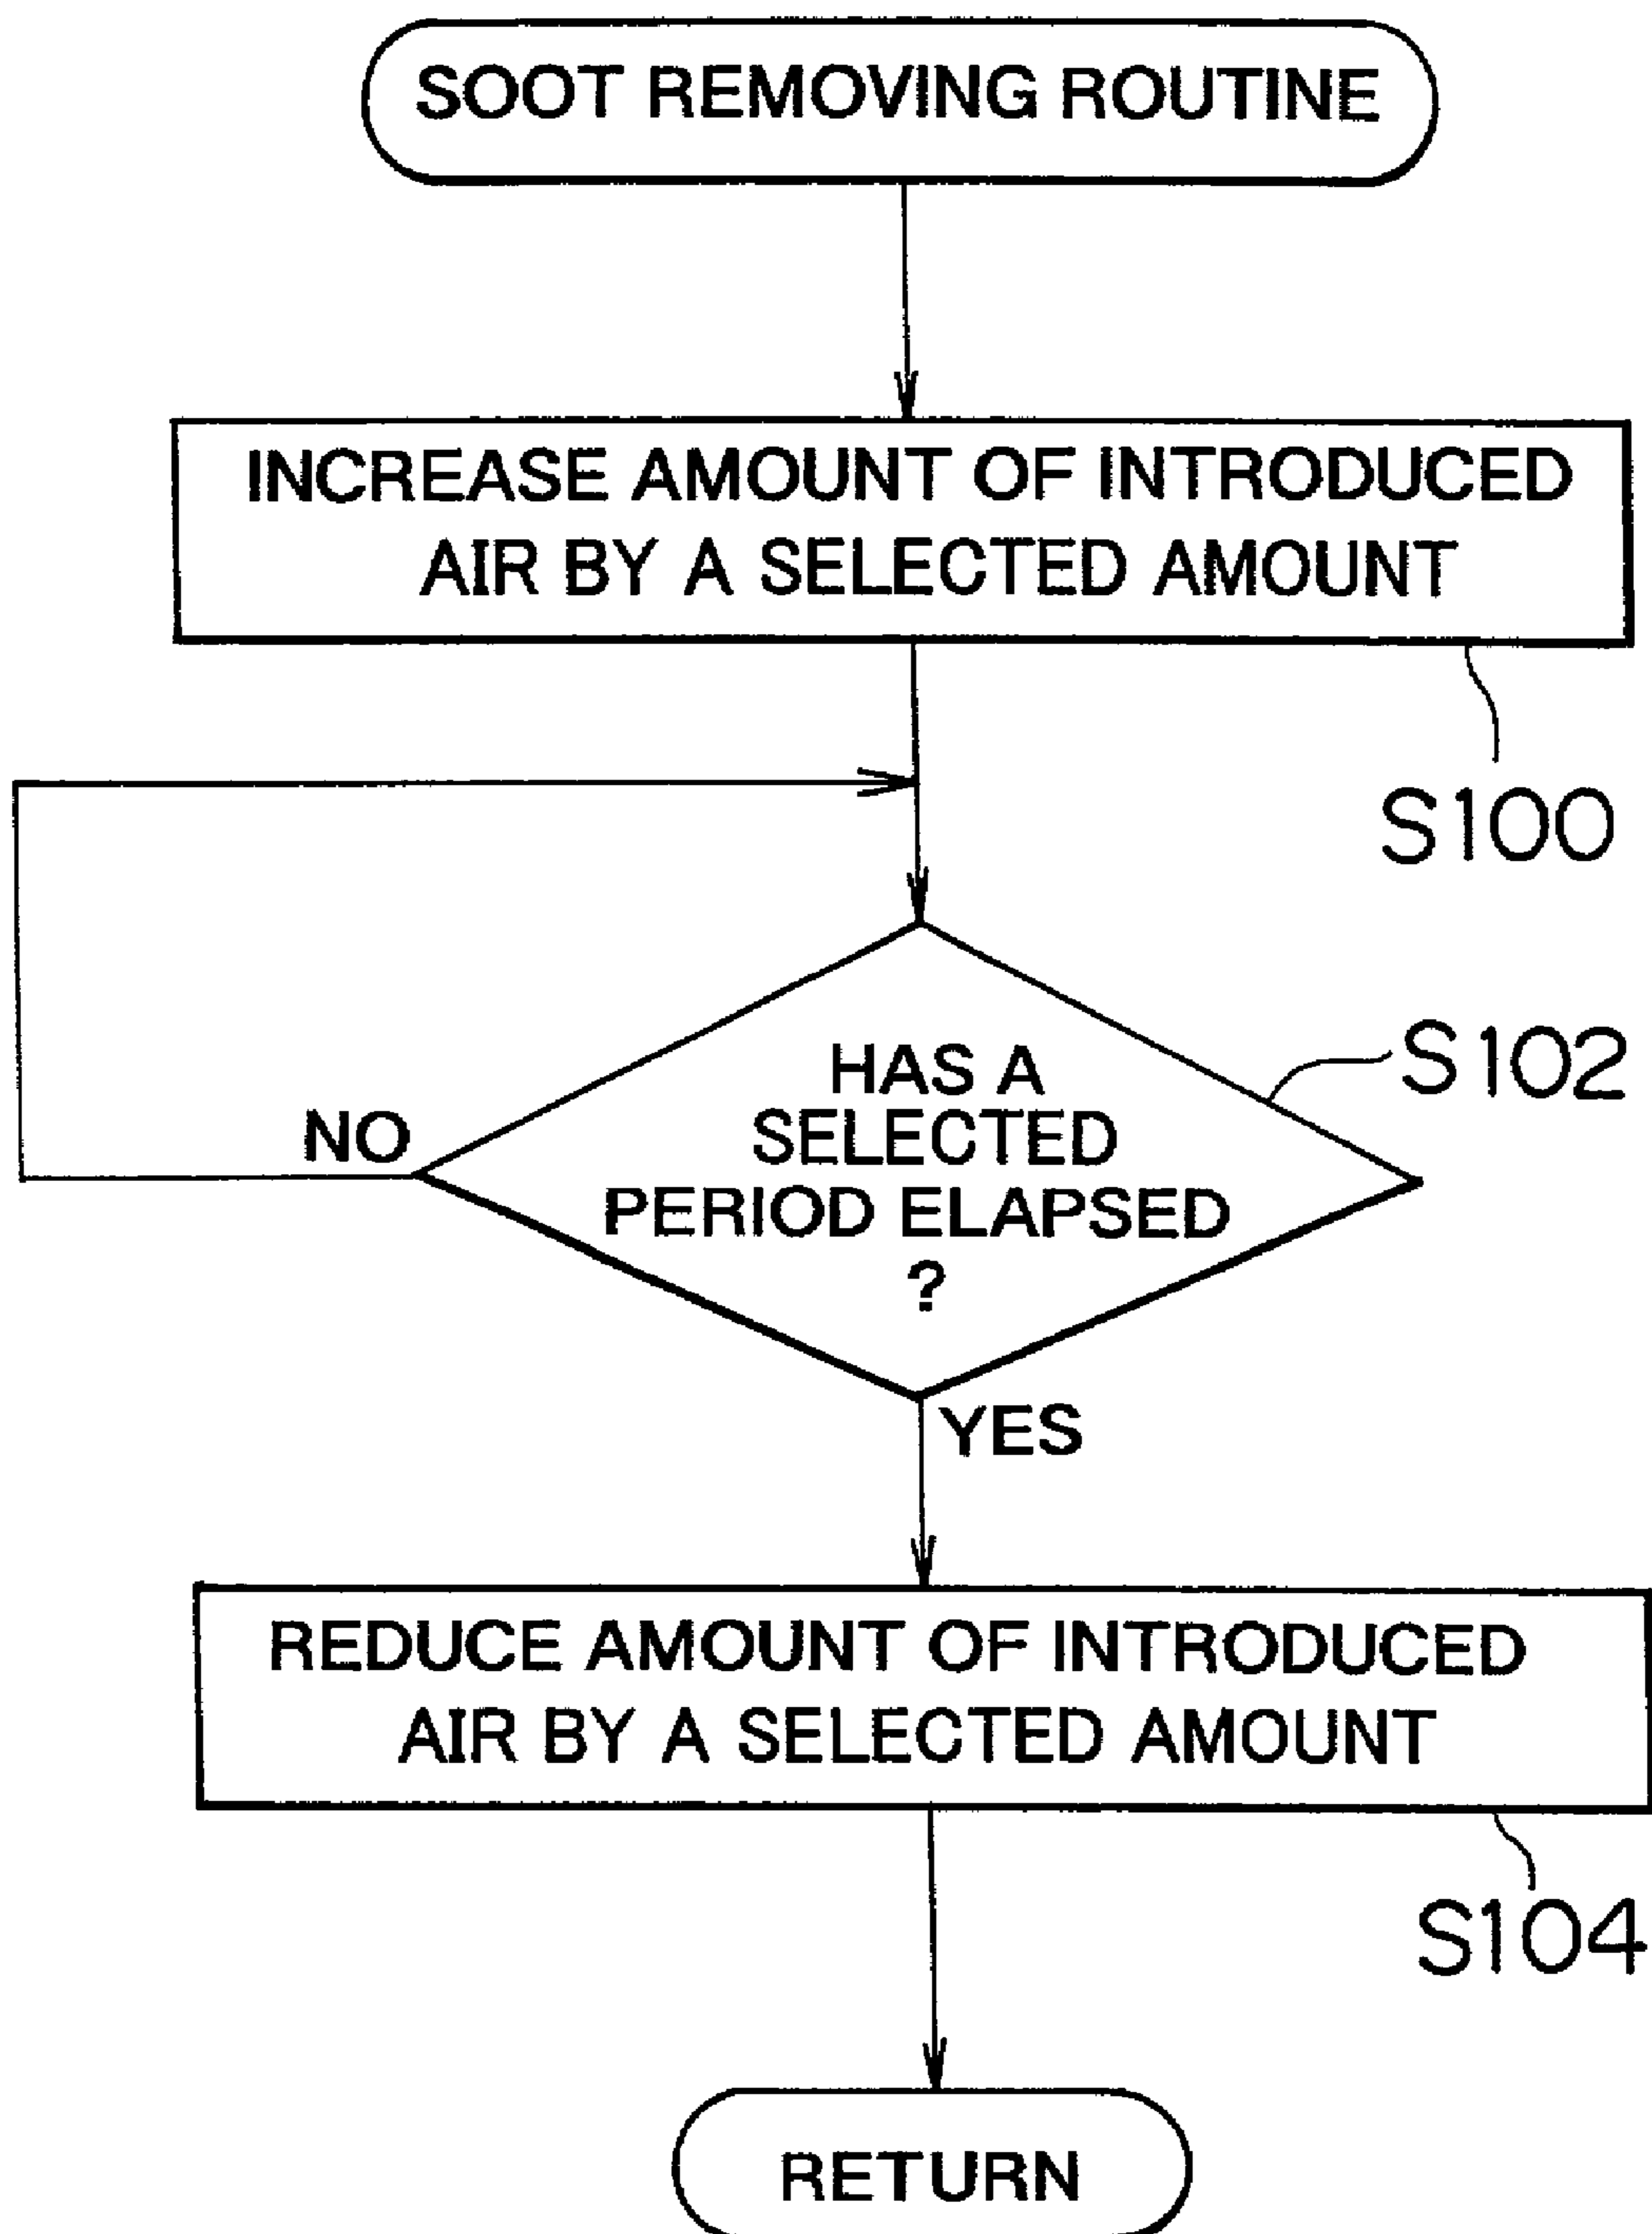 SOOT REMOVING ROUTINE
INCREASE AMOUNT OF INTRODUCED
AIR BY A SELECTED AMOUNT
S100
HAS A
SELECTED
PERIOD ELAPSED
?
S102
NO
YES
REDUCE AMOUNT OF INTRODUCED
AIR BY A SELECTED AMOUNT
S104
RETURN